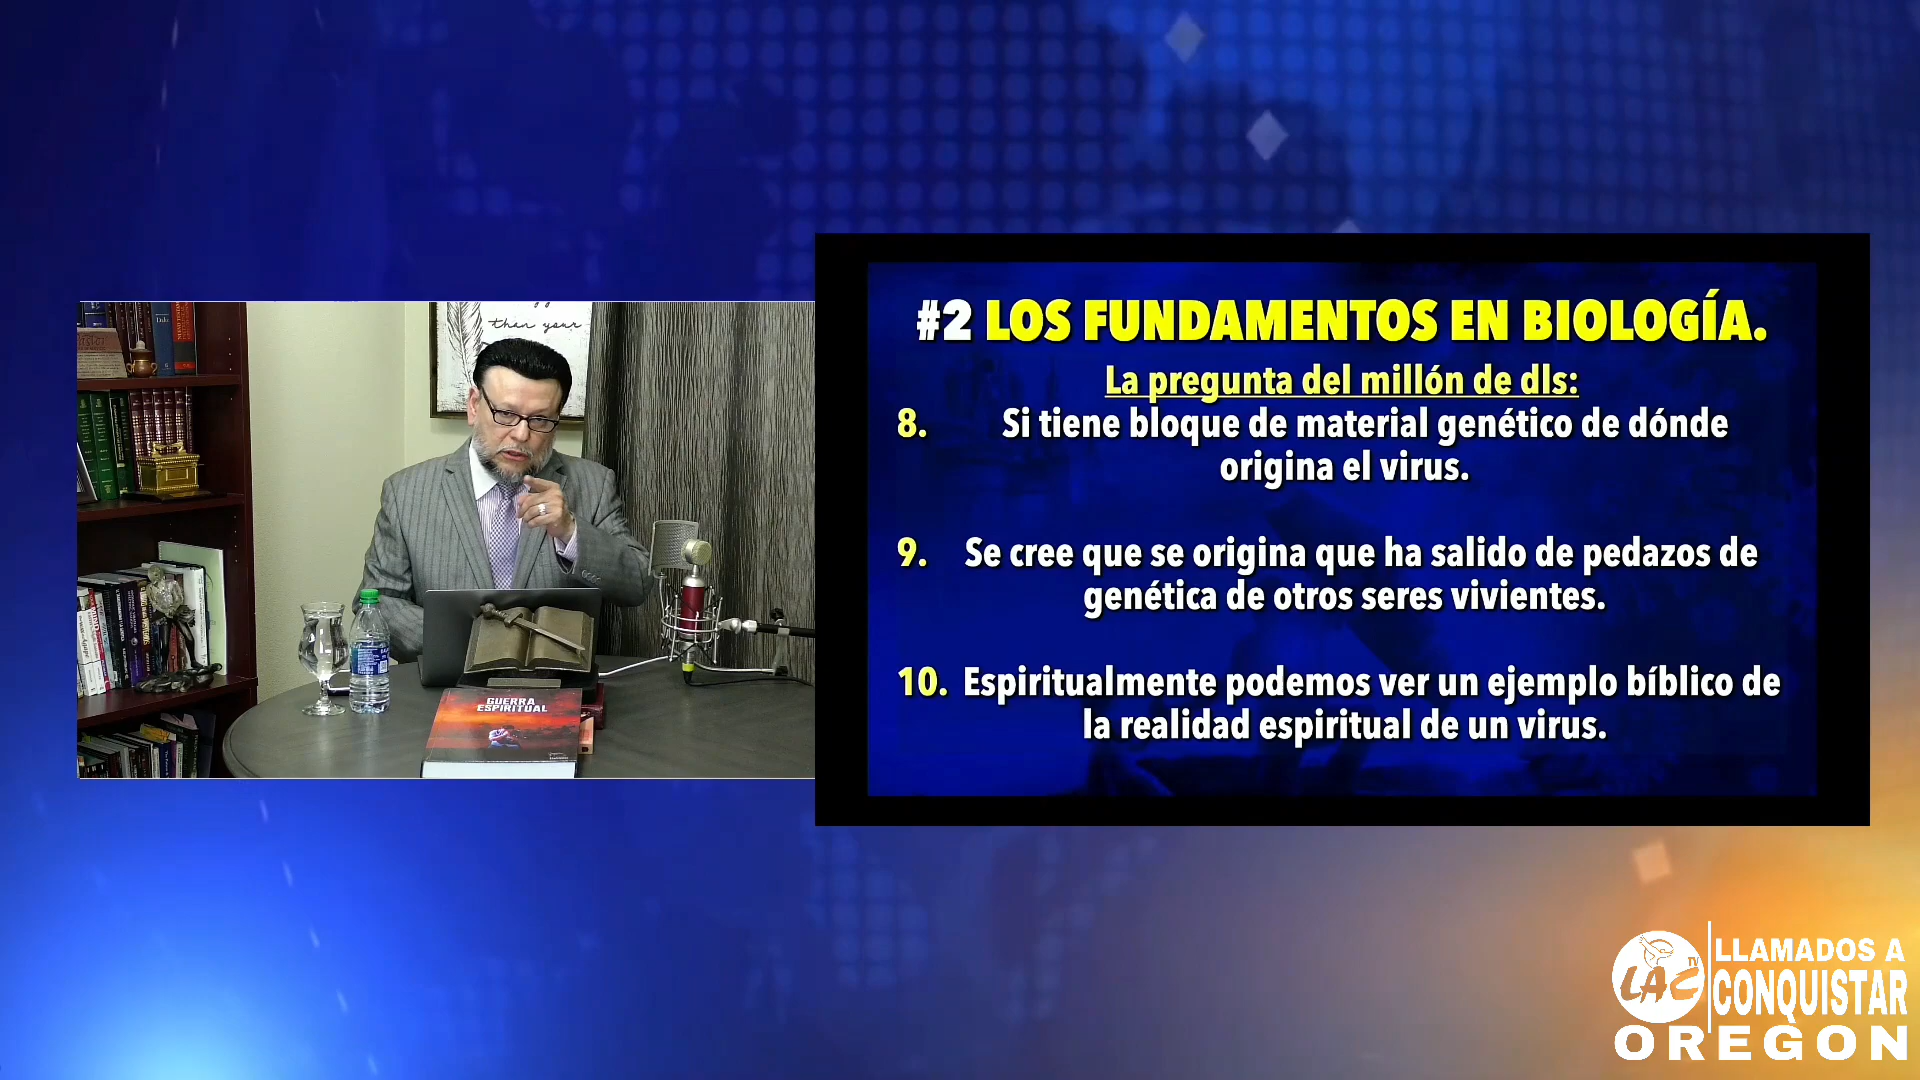 than your
GUERRA
ESPIRITUAL
#2 LOS FUNDAMENTOS EN BIOLOGÍA.
La pregunta del millón de dls:
8. Si tiene bloque de material genético de dónde
origina el virus.
9. Se cree que se origina que ha salido de pedazos de
genética de otros seres vivientes.
10. Espiritualmente podemos ver un ejemplo bíblico de
la realidad espiritual de un virus.
LAC TV
LLAMADOS A
CONQUISTAR
OREGON